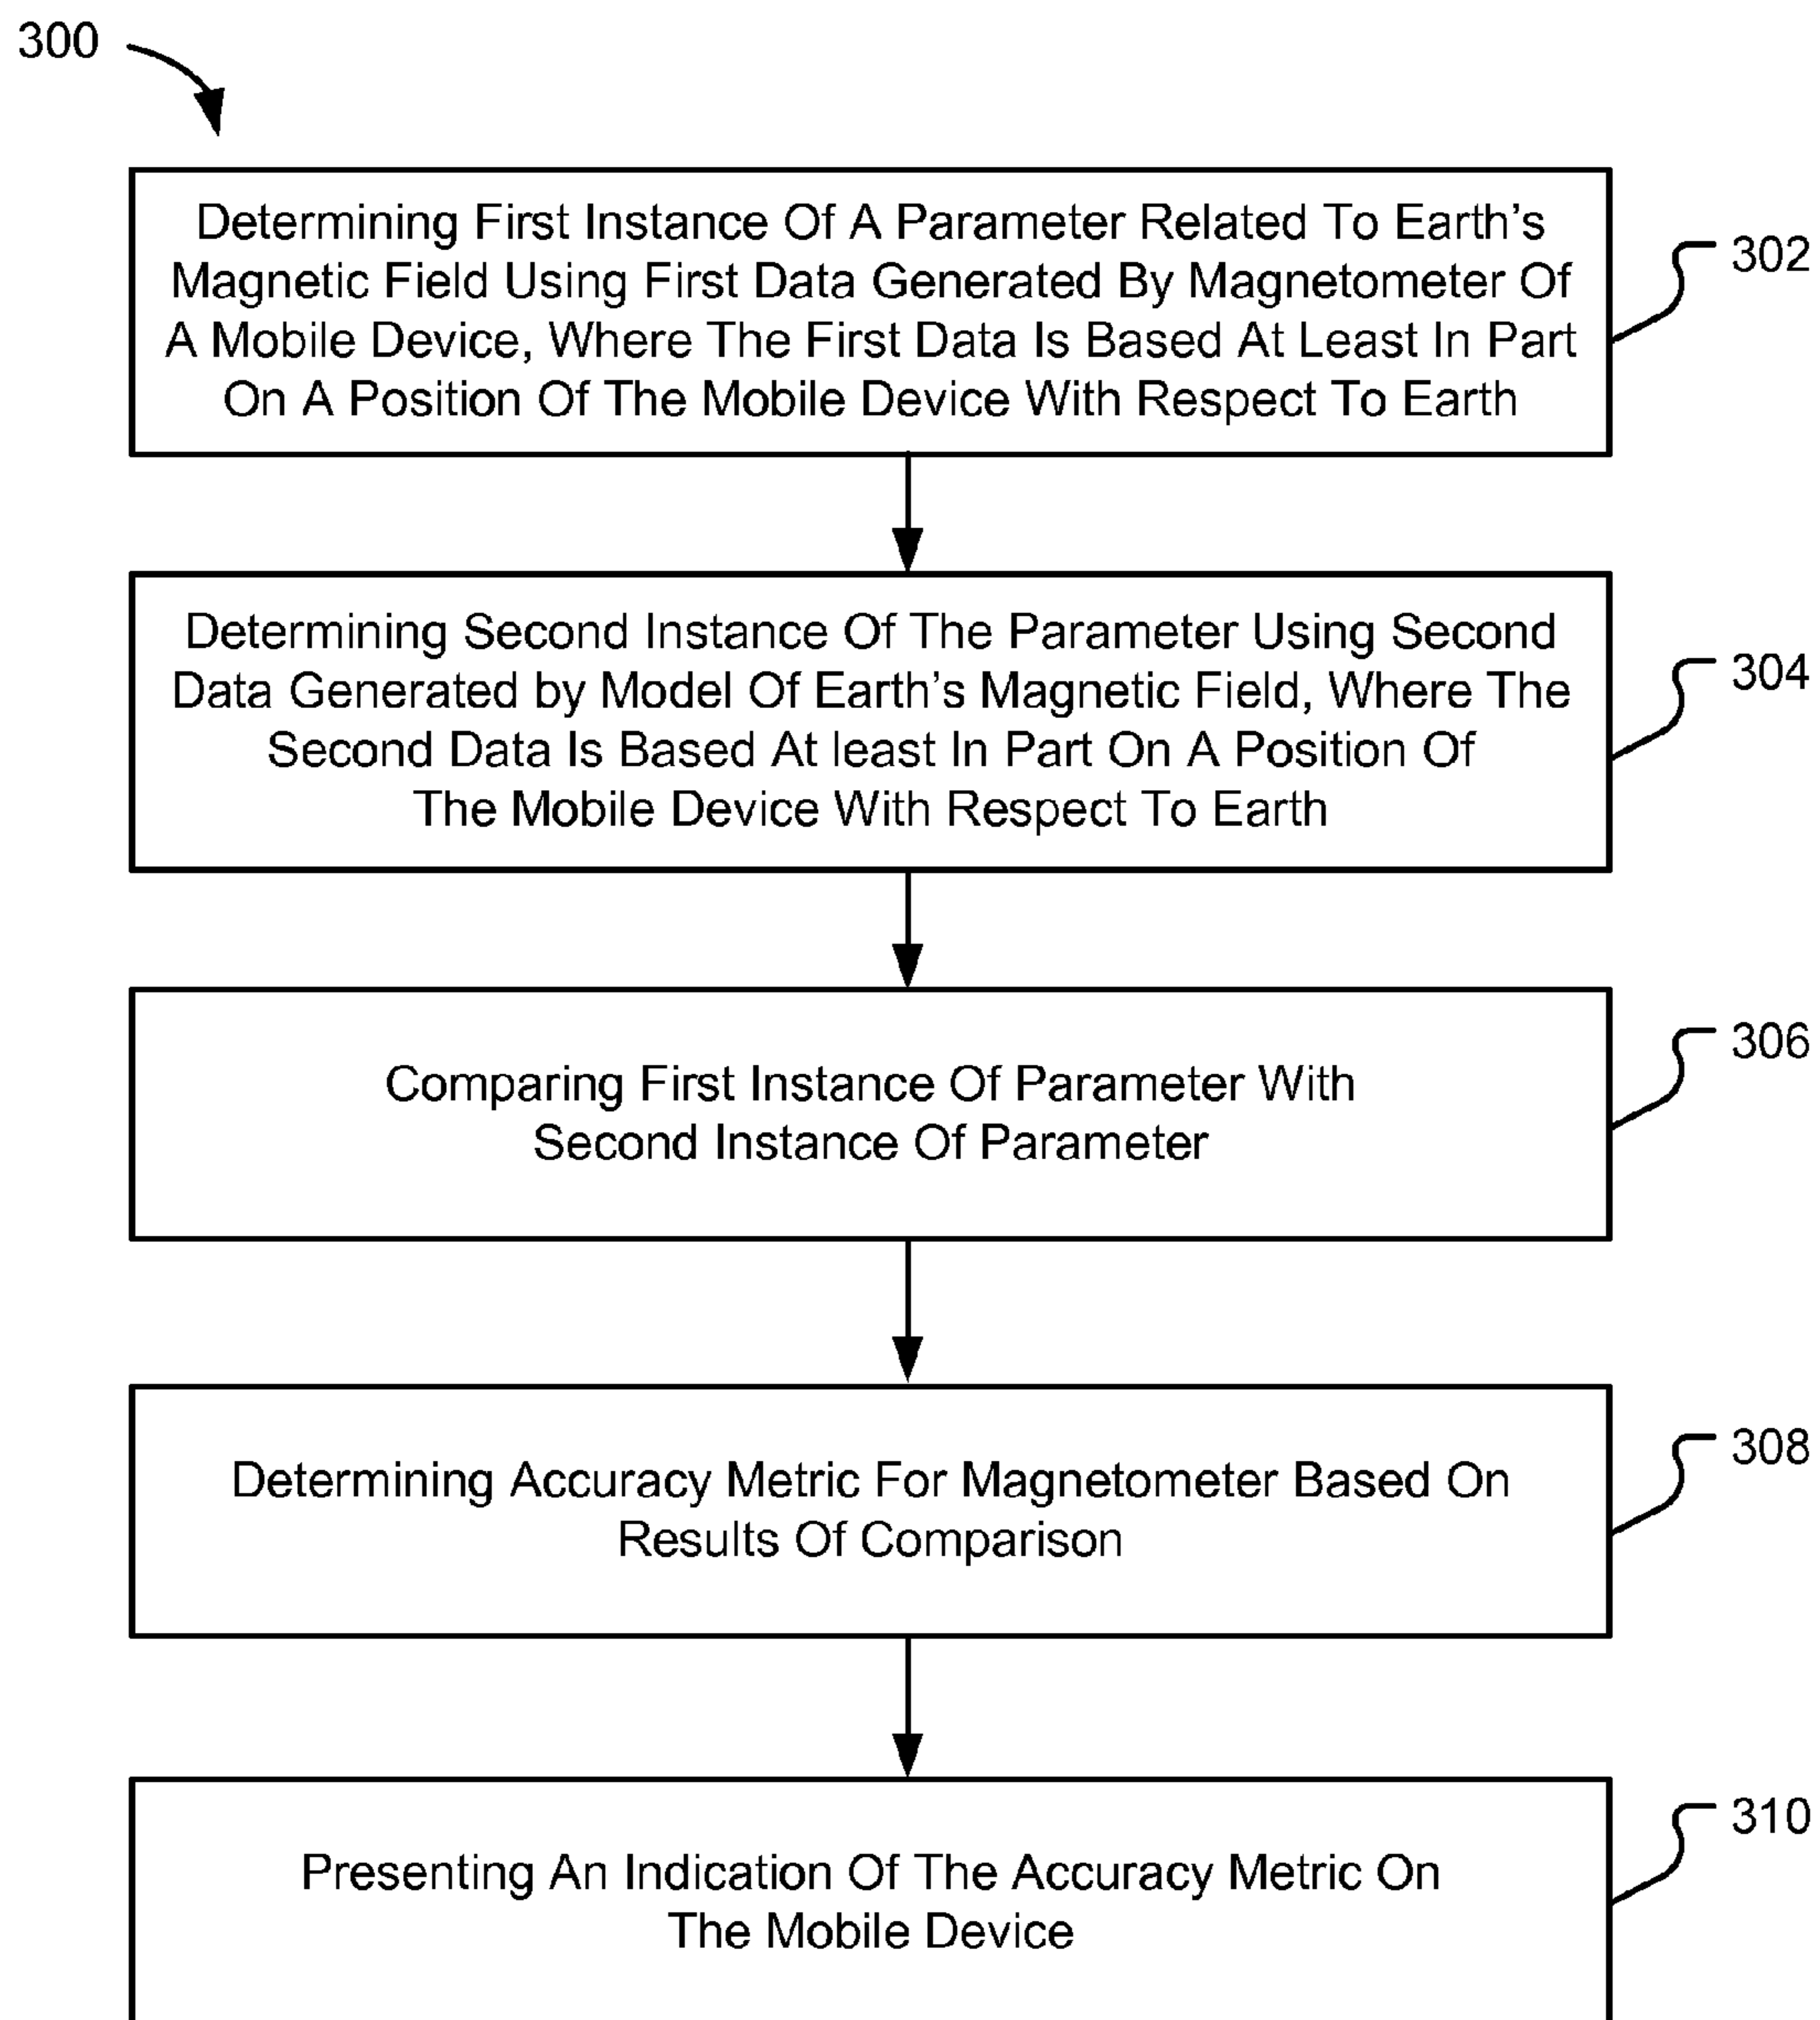 300
Determining First Instance Of A Parameter Related To Earth's
Magnetic Field Using First Data Generated By Magnetometer Of
A Mobile Device, Where The First Data Is Based At Least In Part
On A Position Of The Mobile Device With Respect To Earth
302
Determining Second Instance Of The Parameter Using Second
Data Generated by Model Of Earth's Magnetic Field, Where The
Second Data Is Based At least In Part On A Position Of
The Mobile Device With Respect To Earth
304
Comparing First Instance Of Parameter With
Second Instance Of Parameter
306
Determining Accuracy Metric For Magnetometer Based On
Results Of Comparison
308
Presenting An Indication Of The Accuracy Metric On
The Mobile Device
310